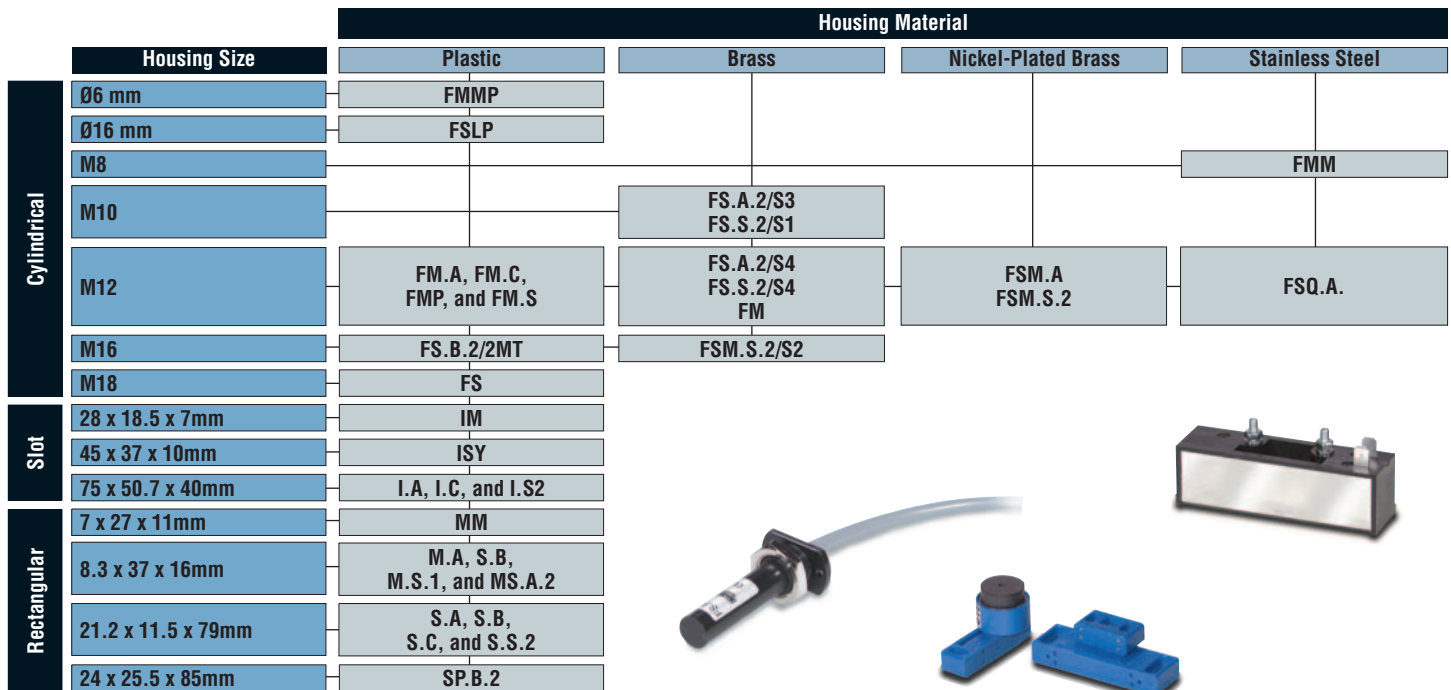 Housing Material
Housing Size
Plastic
Brass
Nickel-Plated Brass
Stainless Steel
Cylindrical
Ø6 mm
FMMP
Ø16 mm
FSLP
M8
FMM
M10
FS.A.2/S3
FS.S.2/S1
M12
FM.A, FM.C,
FMP, and FM.S
FS.A.2/S4
FS.S.2/S4
FM
FSM.A
FSM.S.2
FSQ.A.
M16
FS.B.2/2MT
FSM.S.2/S2
M18
FS
Slot
28 x 18.5 x 7mm
IM
45 x 37 x 10mm
ISY
75 x 50.7 x 40mm
I.A, I.C, and I.S2
Rectangular
7 x 27 x 11mm
MM
8.3 x 37 x 16mm
M.A, S.B,
M.S.1, and MS.A.2
21.2 x 11.5 x 79mm
S.A, S.B,
S.C, and S.S.2
24 x 25.5 x 85mm
SP.B.2